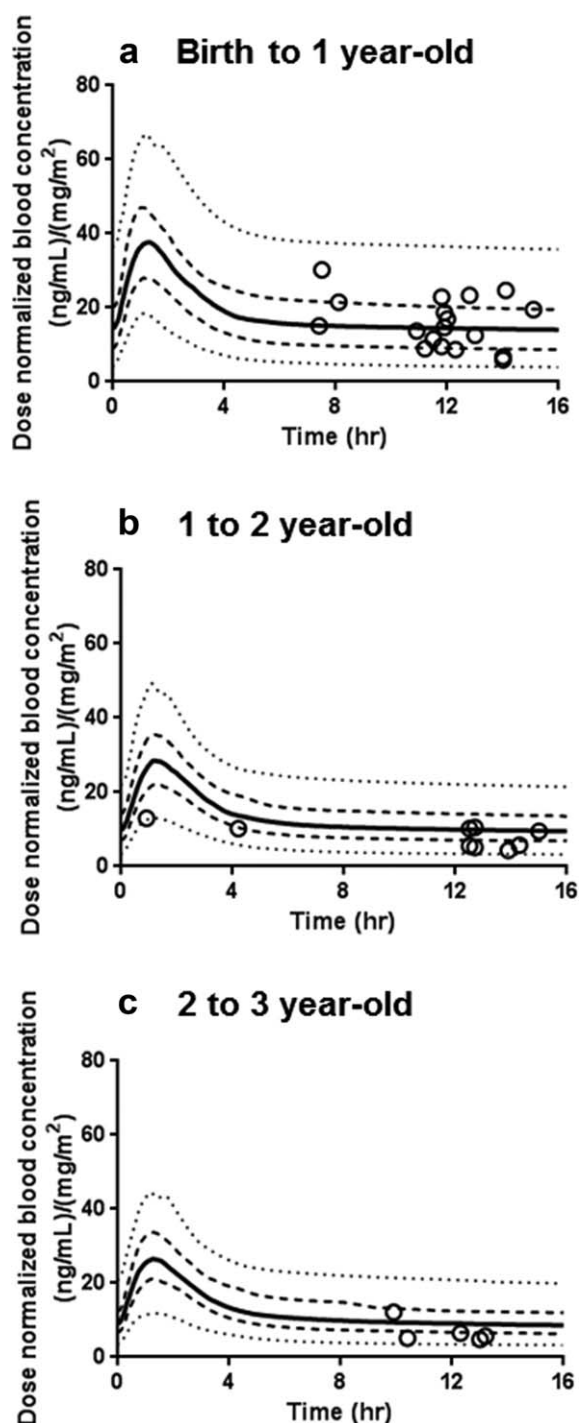 a Birth to 1 year-old
Dose normalized blood concentration
(ng/mL)/(mg/m²)
80
60
40
20
0
0 4 8 12 16
Time (hr)
b 1 to 2 year-old
Dose normalized blood concentration
(ng/mL)/(mg/m²)
80
60
40
20
0
0 4 8 12 16
Time (hr)
c 2 to 3 year-old
Dose normalized blood concentration
(ng/mL)/(mg/m²)
80
60
40
20
0
0 4 8 12 16
Time (hr)